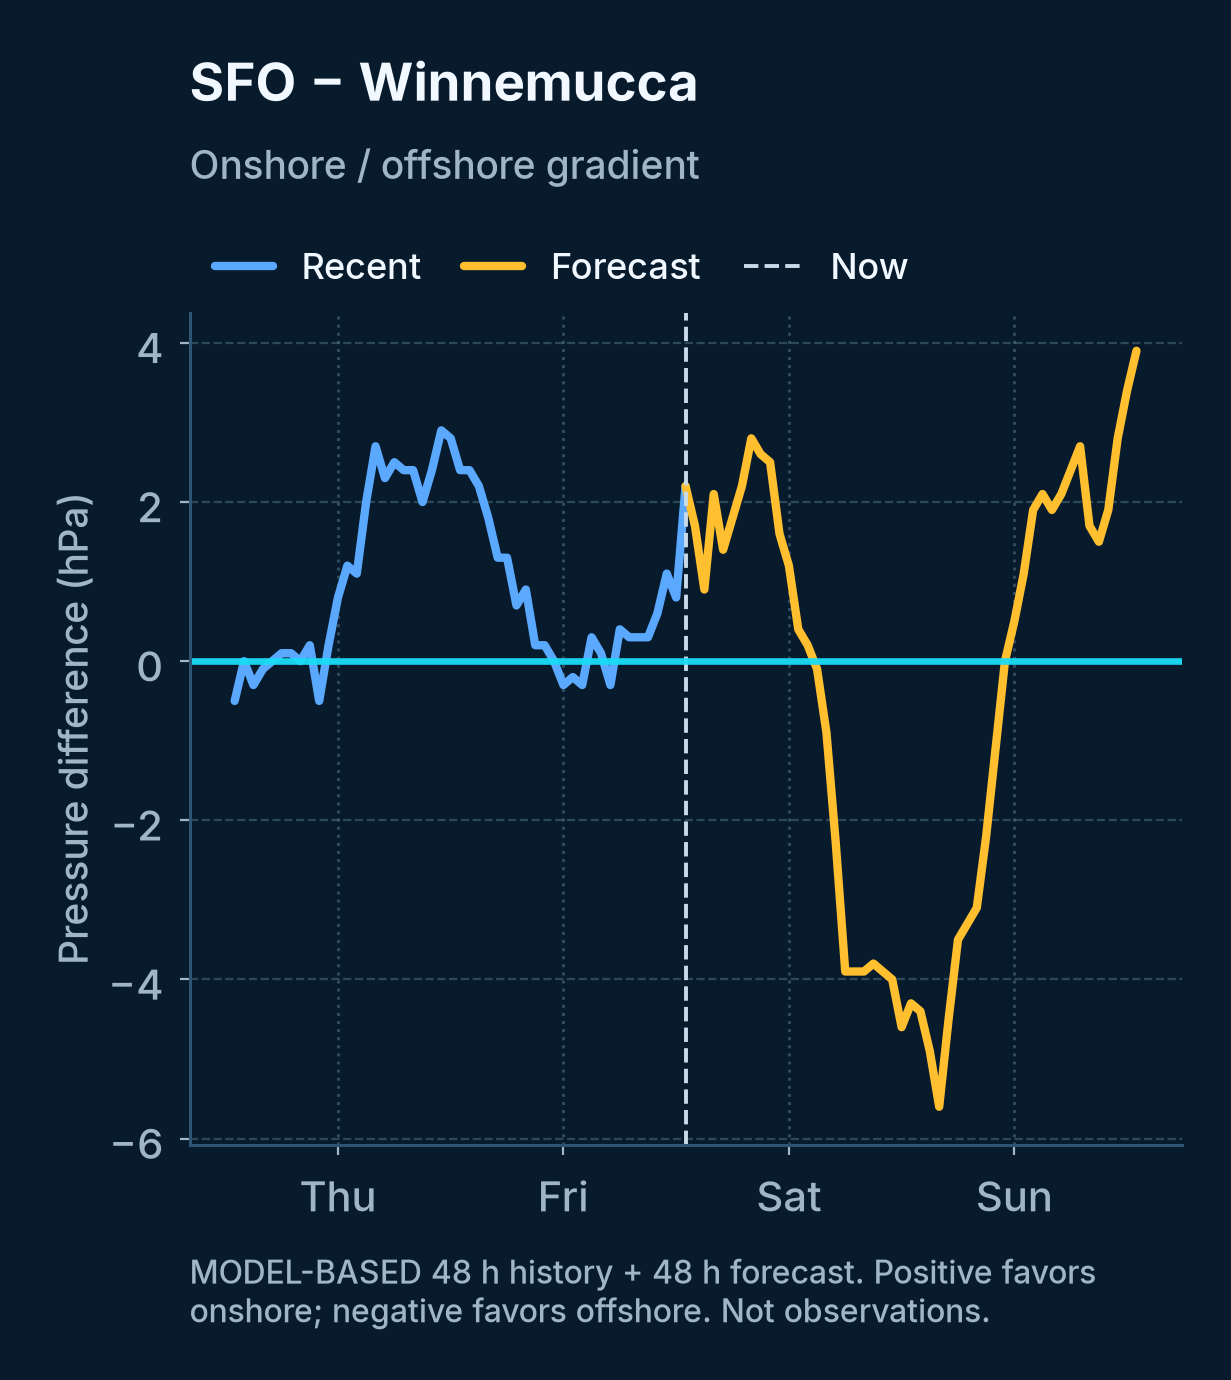 SFO − Winnemucca
Onshore / offshore gradient
Recent Forecast Now
Pressure difference (hPa)
4
2
0
−2
−4
−6
Thu Fri Sat Sun
MODEL-BASED 48 h history + 48 h forecast. Positive favors
onshore; negative favors offshore. Not observations.